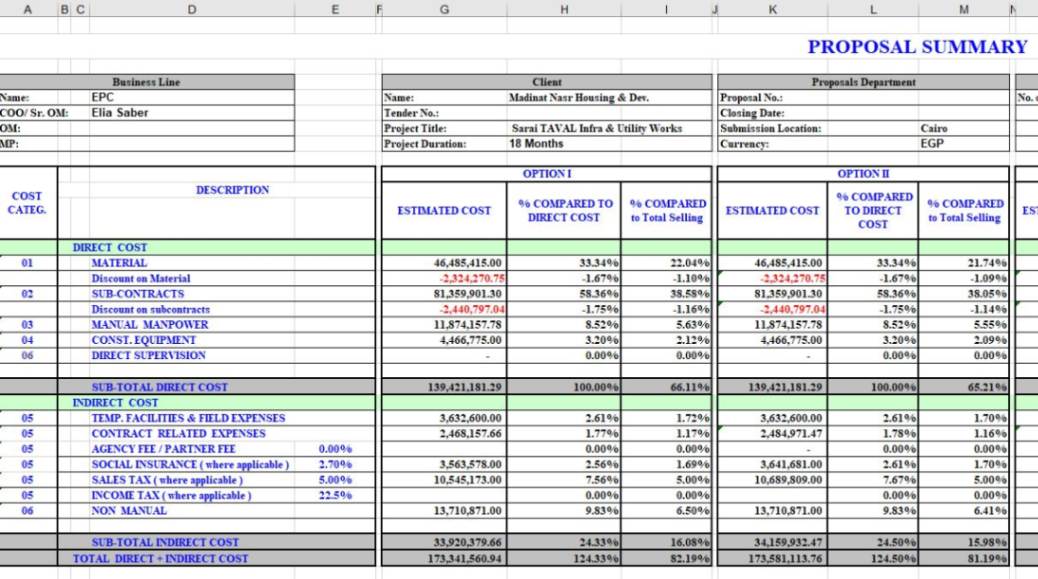 A B C D E F G H I J K L M N
PROPOSAL SUMMARY
Business Line Client Proposals Department
Name: EPC Name: Madinat Nasr Housing & Dev. Proposal No.: No.
COO/ Sr. OM: Elia Saber Tender No.: Closing Date:
OM: Project Title: Sarai TAVAL Infra & Utility Works Submission Location: Cairo
MP: Project Duration: 18 Months Currency: EGP
COST CATEG. DESCRIPTION OPTION I OPTION II
ESTIMATED COST % COMPARED TO DIRECT COST % COMPARED to Total Selling ESTIMATED COST % COMPARED TO DIRECT COST % COMPARED to Total Selling EST
DIRECT COST
01 MATERIAL 46,485,415.00 33.34% 22.04% 46,485,415.00 33.34% 21.74%
Discount on Material -2,324,270.75 -1.67% -1.10% -2,324,270.75 -1.67% -1.09%
02 SUB-CONTRACTS 81,359,901.30 58.36% 38.58% 81,359,901.30 58.36% 38.05%
Discount on subcontracts -2,440,797.04 -1.75% -1.16% -2,440,797.04 -1.75% -1.14%
03 MANUAL MANPOWER 11,874,157.78 8.52% 5.63% 11,874,157.78 8.52% 5.55%
04 CONST. EQUIPMENT 4,466,775.00 3.20% 2.12% 4,466,775.00 3.20% 2.09%
06 DIRECT SUPERVISION - 0.00% 0.00% - 0.00% 0.00%
SUB-TOTAL DIRECT COST 139,421,181.29 100.00% 66.11% 139,421,181.29 100.00% 65.21%
INDIRECT COST
05 TEMP. FACILITIES & FIELD EXPENSES 3,632,600.00 2.61% 1.72% 3,632,600.00 2.61% 1.70%
05 CONTRACT RELATED EXPENSES 2,468,157.66 1.77% 1.17% 2,484,971.47 1.78% 1.16%
05 AGENCY FEE / PARTNER FEE 0.00% 0.00% 0.00% - 0.00% 0.00%
05 SOCIAL INSURANCE ( where applicable ) 2.70% 3,563,578.00 2.56% 1.69% 3,641,681.00 2.61% 1.70%
05 SALES TAX ( where applicable ) 5.00% 10,545,173.00 7.56% 5.00% 10,689,809.00 7.67% 5.00%
05 INCOME TAX ( where applicable ) 22.5% 0.00% 0.00% 0.00% 0.00%
06 NON MANUAL 13,710,871.00 9.83% 6.50% 13,710,871.00 9.83% 6.41%
SUB-TOTAL INDIRECT COST 33,920,379.66 24.33% 16.08% 34,159,932.47 24.50% 15.98%
TOTAL DIRECT + INDIRECT COST 173,341,560.94 124.33% 82.19% 173,581,113.76 124.50% 81.19%